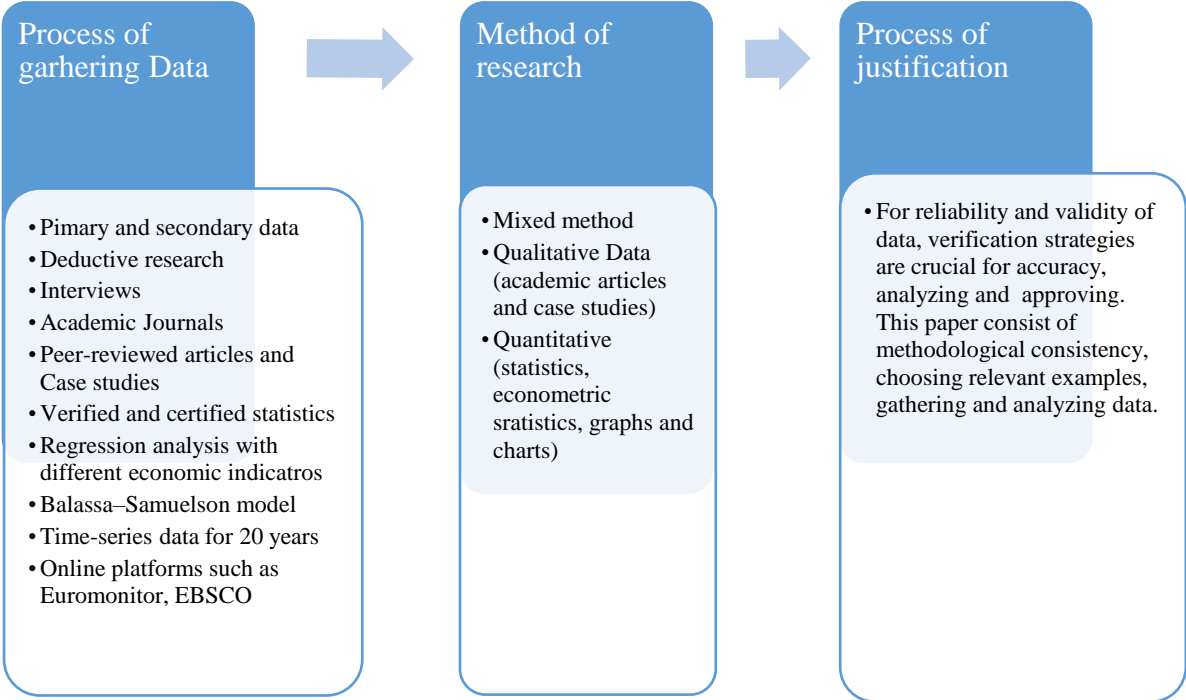 Process of
garhering Data
• Pimary and secondary data
• Deductive research
• Interviews
• Academic Journals
• Peer-reviewed articles and
Case studies
• Verified and certified statistics
• Regression analysis with
different economic indicatros
• Balassa–Samuelson model
• Time-series data for 20 years
• Online platforms such as
Euromonitor, EBSCO
Method of
research
• Mixed method
• Qualitative Data
(academic articles
and case studies)
• Quantitative
(statistics,
econometric
sratistics, graphs and
charts)
Process of
justification
• For reliability and validity of
data, verification strategies
are crucial for accuracy,
analyzing and approving.
This paper consist of
methodological consistency,
choosing relevant examples,
gathering and analyzing data.